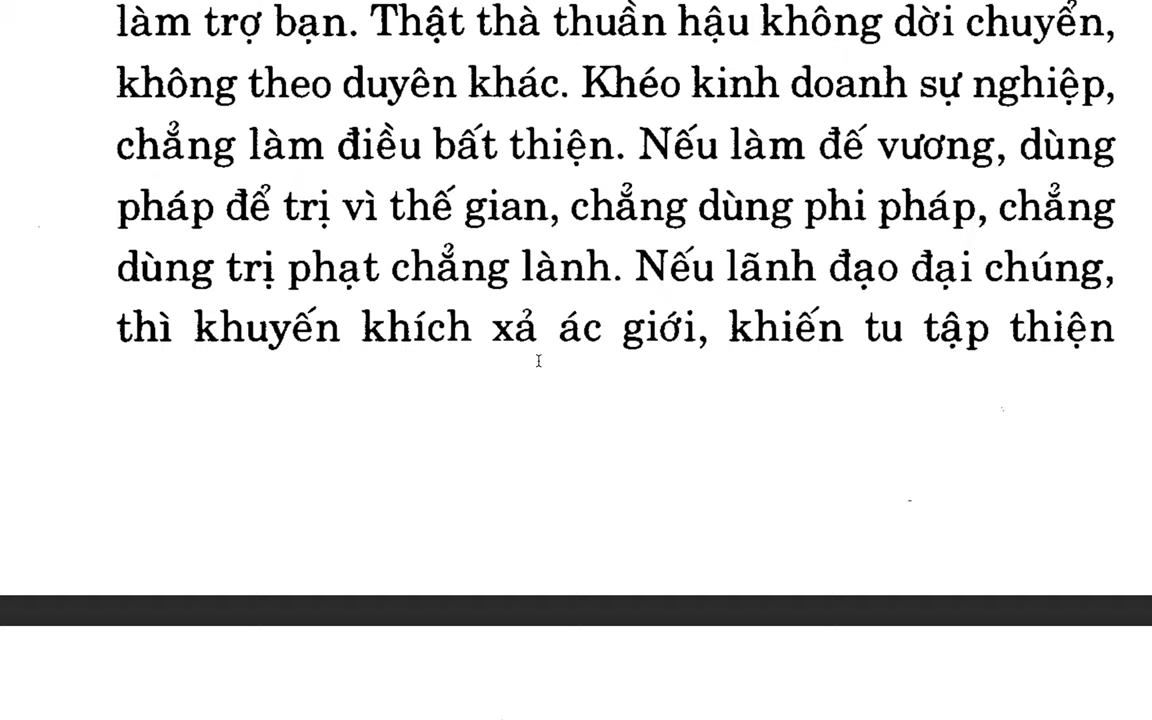 làm trợ bạn. Thật thà thuần hậu không dời chuyển,
không theo duyên khác. Khéo kinh doanh sự nghiệp,
chẳng làm điều bất thiện. Nếu làm đế vương, dùng
pháp để trị vì thế gian, chẳng dùng phi pháp, chẳng
dùng trị phạt chẳng lành. Nếu lãnh đạo đại chúng,
thì khuyến khích xả ác giới, khiến tu tập thiện